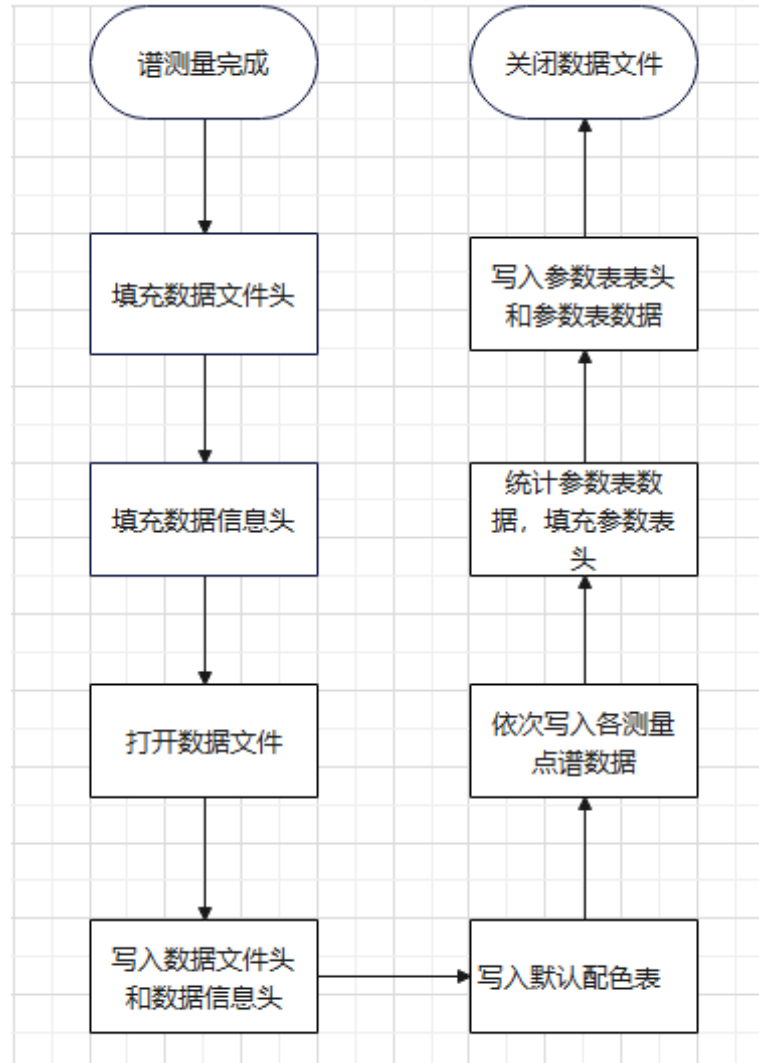 谱测量完成
填充数据文件头
填充数据信息头
打开数据文件
写入数据文件头
和数据信息头
写入默认配色表
依次写入各测量
点谱数据
统计参数表数
据，填充参数表
头
写入参数表表头
和参数表数据
关闭数据文件